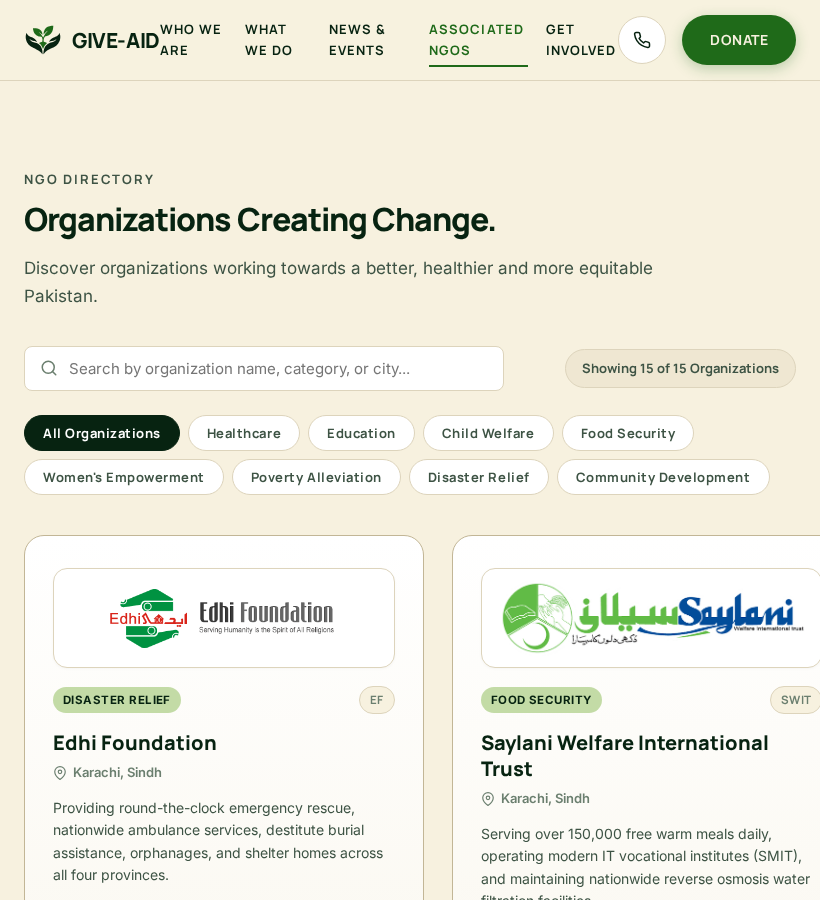 GIVE-AID
WHO WE ARE
WHAT WE DO
NEWS & EVENTS
ASSOCIATED NGOS
GET INVOLVED
DONATE
NGO DIRECTORY
Organizations Creating Change.
Discover organizations working towards a better, healthier and more equitable
Pakistan.
Search by organization name, category, or city...
Showing 15 of 15 Organizations
All Organizations
Healthcare
Education
Child Welfare
Food Security
Women's Empowerment
Poverty Alleviation
Disaster Relief
Community Development
Edhi ایدھی
Edhi Foundation
Serving Humanity is the Spirit of All Religions
DISASTER RELIEF
EF
Edhi Foundation
Karachi, Sindh
Providing round-the-clock emergency rescue,
nationwide ambulance services, destitute burial
assistance, orphanages, and shelter homes across
all four provinces.
سیلانی Saylani
Welfare International trust
FOOD SECURITY
SWIT
Saylani Welfare International
Trust
Karachi, Sindh
Serving over 150,000 free warm meals daily,
operating modern IT vocational institutes (SMIT),
and maintaining nationwide reverse osmosis water
filtration facilities.